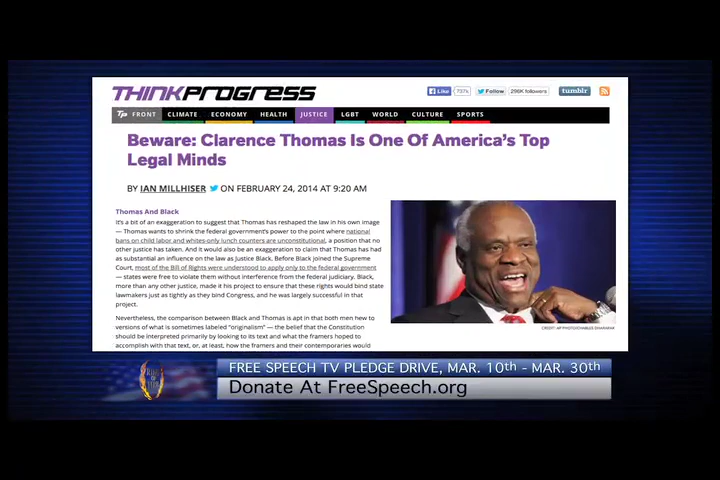 THINKPROGRESS
Like
Follow
296K followers
tumblr
Tp FRONT CLIMATE ECONOMY HEALTH JUSTICE LGBT WORLD CULTURE SPORTS
Beware: Clarence Thomas Is One Of America's Top
Legal Minds
BY IAN MILLHISER ON FEBRUARY 24, 2014 AT 9:20 AM
Thomas And Black
It's a bit of an exaggeration to suggest that Thomas has reshaped the law in his own image
— Thomas wants to shrink the federal government's power to the point where national
bans on child labor and whites-only lunch counters are unconstitutional, a position that no
other justice has taken. And it would also be an exaggeration to claim that Thomas has had
as substantial an influence on the law as Justice Black. Before Black joined the Supreme
Court, most of the Bill of Rights were understood to apply only to the federal government
— states were free to violate them without interference from the federal judiciary. Black,
more than any other justice, made it his project to ensure that these rights would bind state
lawmakers just as tightly as they bind Congress, and he was largely successful in that
project.
Nevertheless, the comparison between Black and Thomas is apt in that both men hew to
versions of what is sometimes labeled "originalism" — the belief that the Constitution
should be interpreted primarily by looking to its text and what the framers hoped to
accomplish with that text, or, at least, how the framers and their contemporaries would
FREE SPEECH TV PLEDGE DRIVE, MAR. 10th - MAR. 30th
Donate At FreeSpeech.org